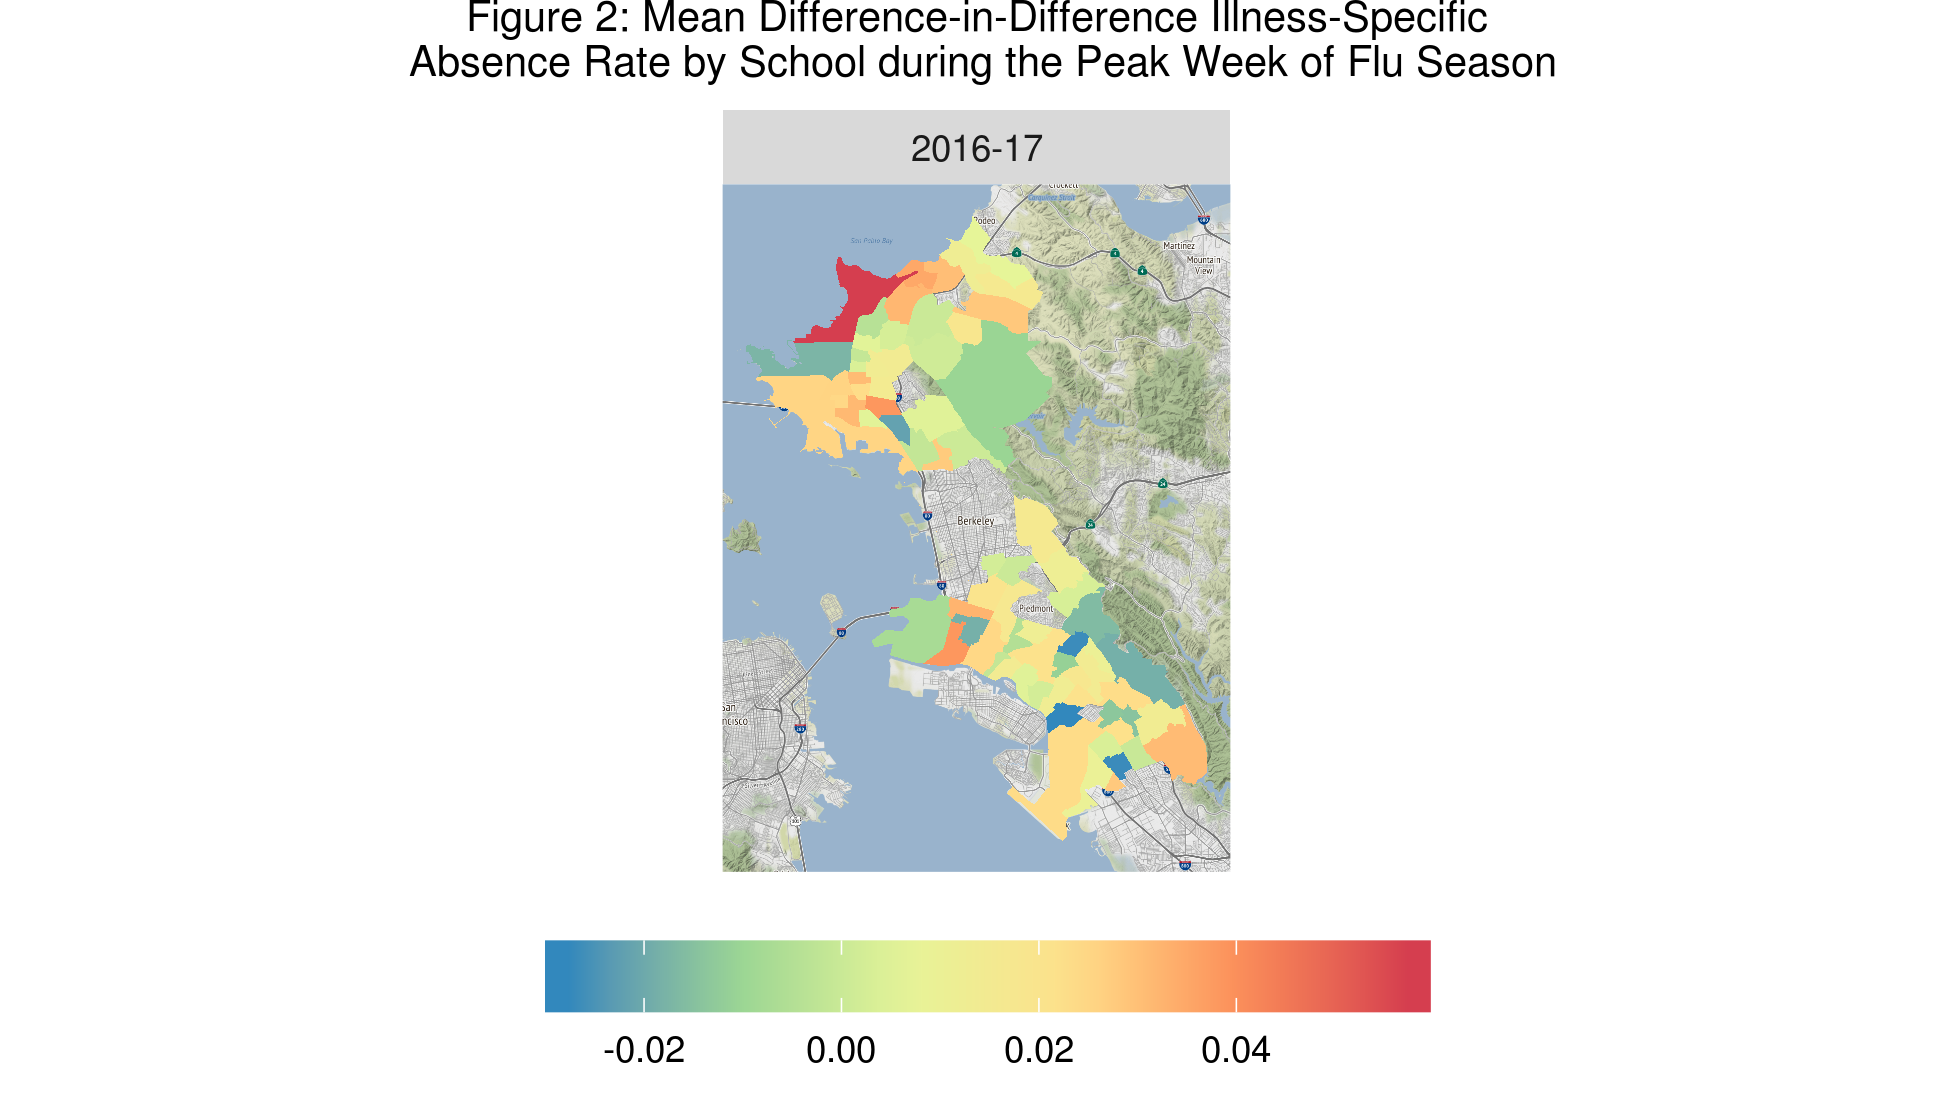 Figure 2: Mean Difference-in-Difference Illness-Specific
Absence Rate by School during the Peak Week of Flu Season
2016-17
Crockett
Carquinez Strait
Rodeo
San Pablo Bay
Martinez
Mountain
View
Berkeley
Piedmont
San
ncisco
-0.02
0.00
0.02
0.04